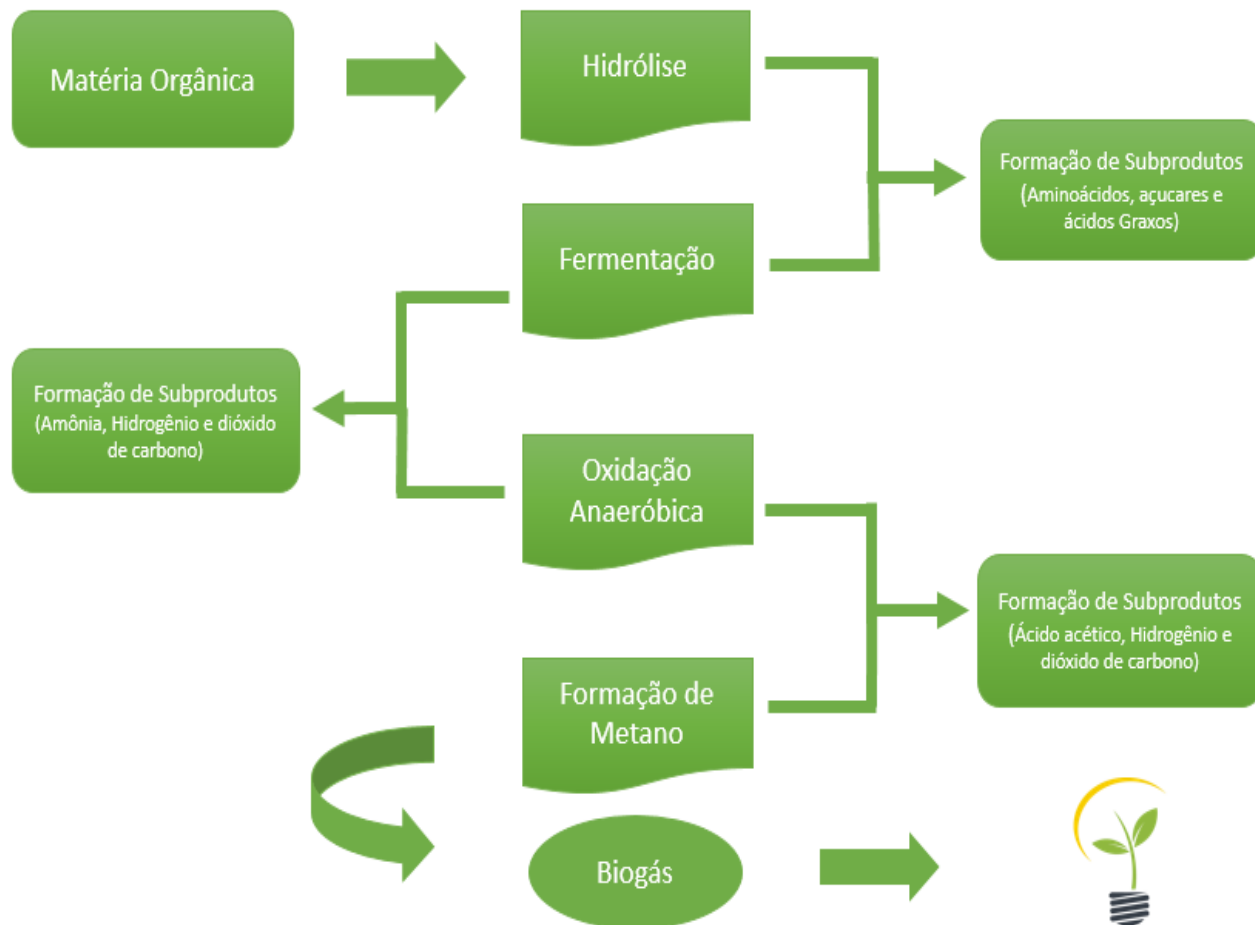 Matéria Orgânica
Hidrólise
Formação de Subprodutos
(Aminoácidos, açucares e
ácidos Graxos)
Fermentação
Formação de Subprodutos
(Amônia, Hidrogênio e dióxido
de carbono)
Oxidação
Anaeróbica
Formação de Subprodutos
(Ácido acético, Hidrogênio e
dióxido de carbono)
Formação de
Metano
Biogás